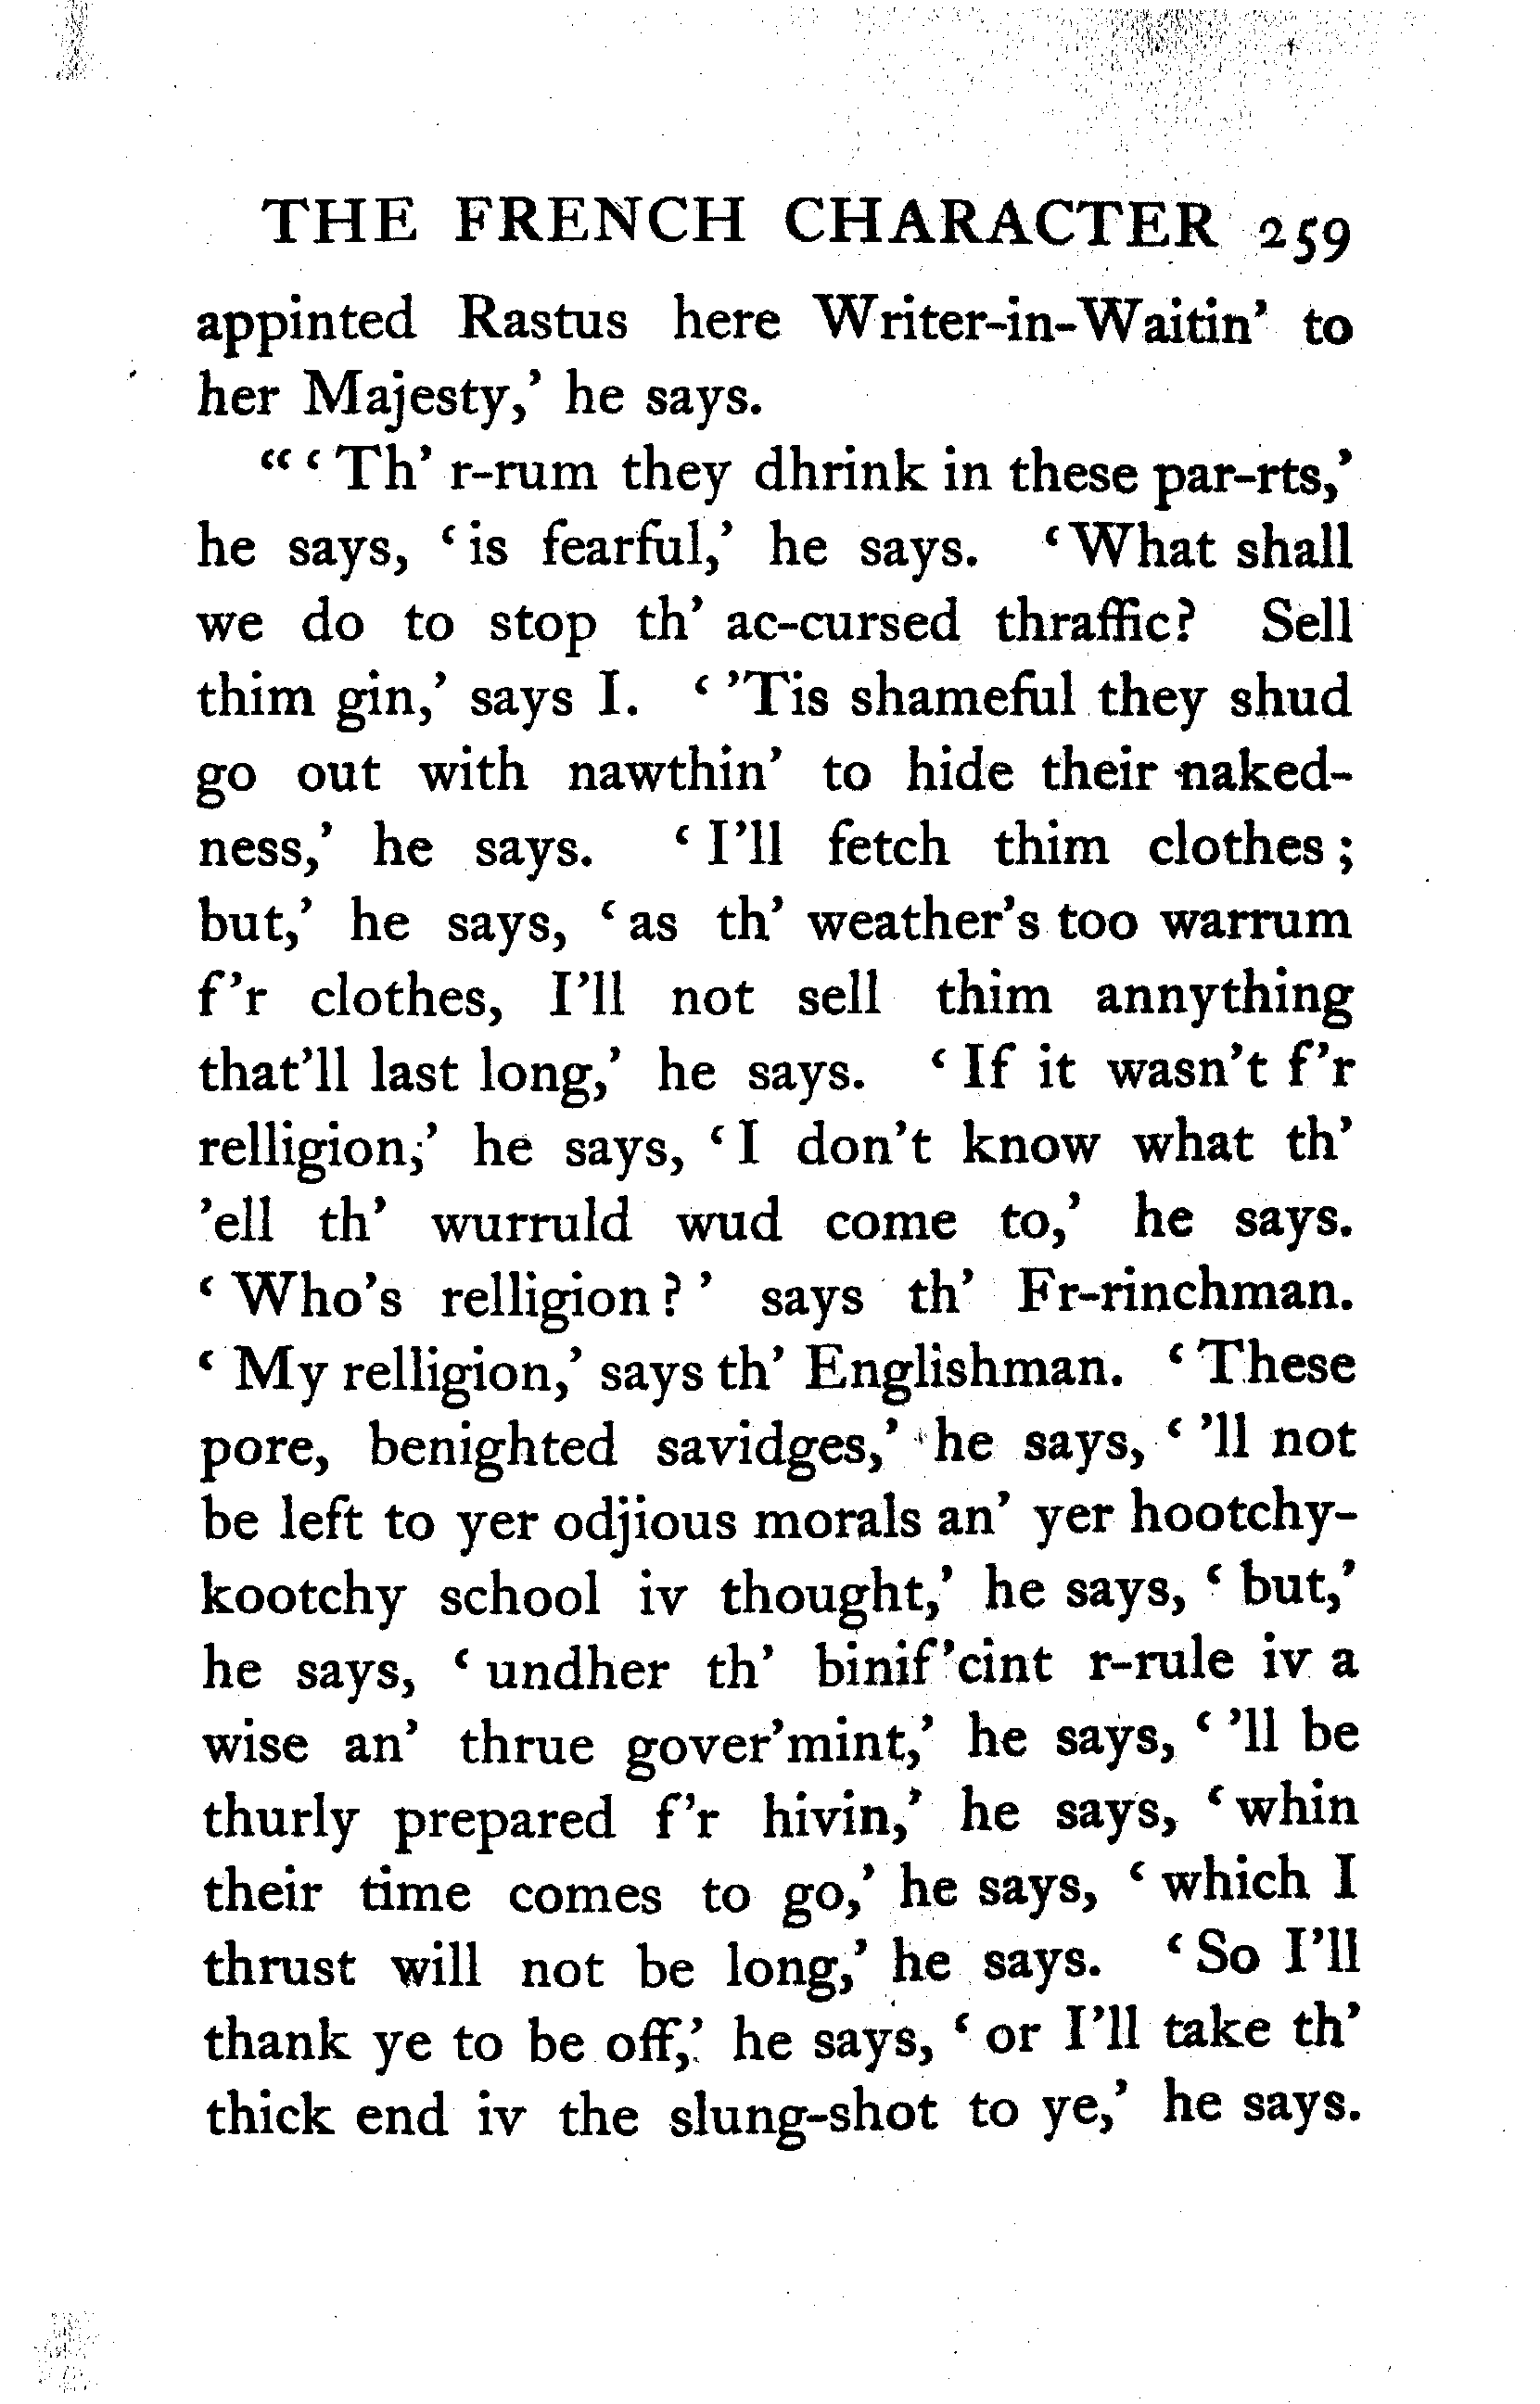 THE FRENCH CHARACTER 259
appinted Rastus here Writer-in-Waitin’ to
her Majesty,’ he says.
“ ‘ Th’ r-rum they dhrink in these par-rts,’
he says, ‘ is fearful,’ he says. ‘ What shall
we do to stop th’ ac-cursed thraffic? Sell
thim gin,’ says I. ‘ ’Tis shameful they shud
go out with nawthin’ to hide their naked-
ness,’ he says. ‘ I’ll fetch thim clothes ;
but,’ he says, ‘ as th’ weather’s too warrum
f’r clothes, I’ll not sell thim annything
that’ll last long,’ he says. ‘ If it wasn’t f’r
relligion,’ he says, ‘ I don’t know what th’
’ell th’ wurruld wud come to,’ he says.
‘ Who’s relligion ? ’ says th’ Fr-rinchman.
‘ My relligion,’ says th’ Englishman. ‘ These
pore, benighted savidges,’ he says, ‘ ’ll not
be left to yer odjious morals an’ yer hootchy-
kootchy school iv thought,’ he says, ‘ but,’
he says, ‘ undher th’ binif’cint r-rule iv a
wise an’ thrue gover’mint,’ he says, ‘ ’ll be
thurly prepared f’r hivin,’ he says, ‘ whin
their time comes to go,’ he says, ‘ which I
thrust will not be long,’ he says. ‘ So I’ll
thank ye to be off,’ he says, ‘ or I’ll take th’
thick end iv the slung-shot to ye,’ he says.